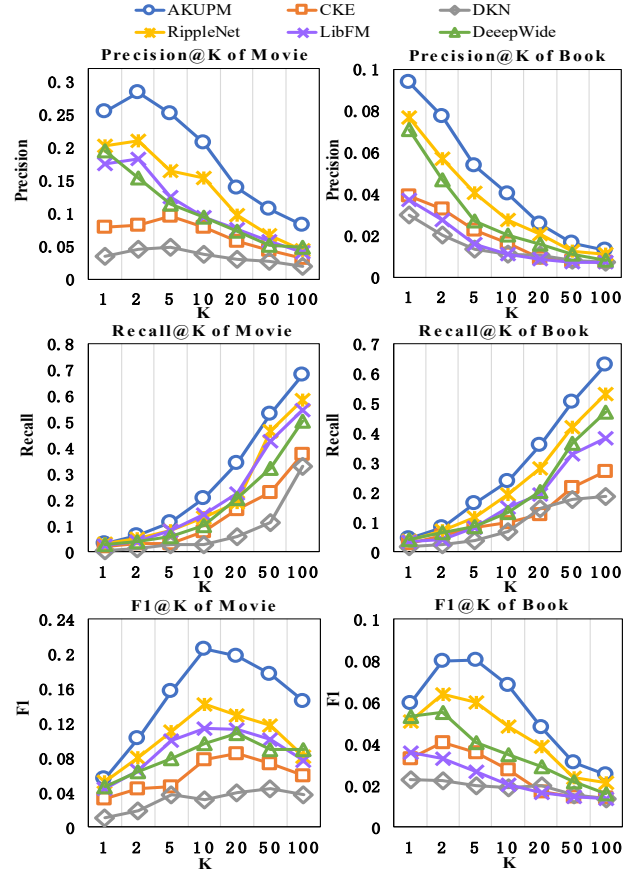 AKUPM CKE DKN
RippleNet LibFM DeeepWide
Precision@K of Movie
Precision
0.3
0.25
0.2
0.15
0.1
0.05
0
1 2 5 10 20 50 100
K
Precision@K of Book
Precision
0.1
0.08
0.06
0.04
0.02
0
1 2 5 10 20 50 100
K
Recall@K of Movie
Recall
0.8
0.7
0.6
0.5
0.4
0.3
0.2
0.1
0
1 2 5 10 20 50 100
K
Recall@K of Book
Recall
0.7
0.6
0.5
0.4
0.3
0.2
0.1
0
1 2 5 10 20 50 100
K
F1@K of Movie
F1
0.24
0.2
0.16
0.12
0.08
0.04
0
1 2 5 10 20 50 100
K
F1@K of Book
F1
0.1
0.08
0.06
0.04
0.02
0
1 2 5 10 20 50 100
K